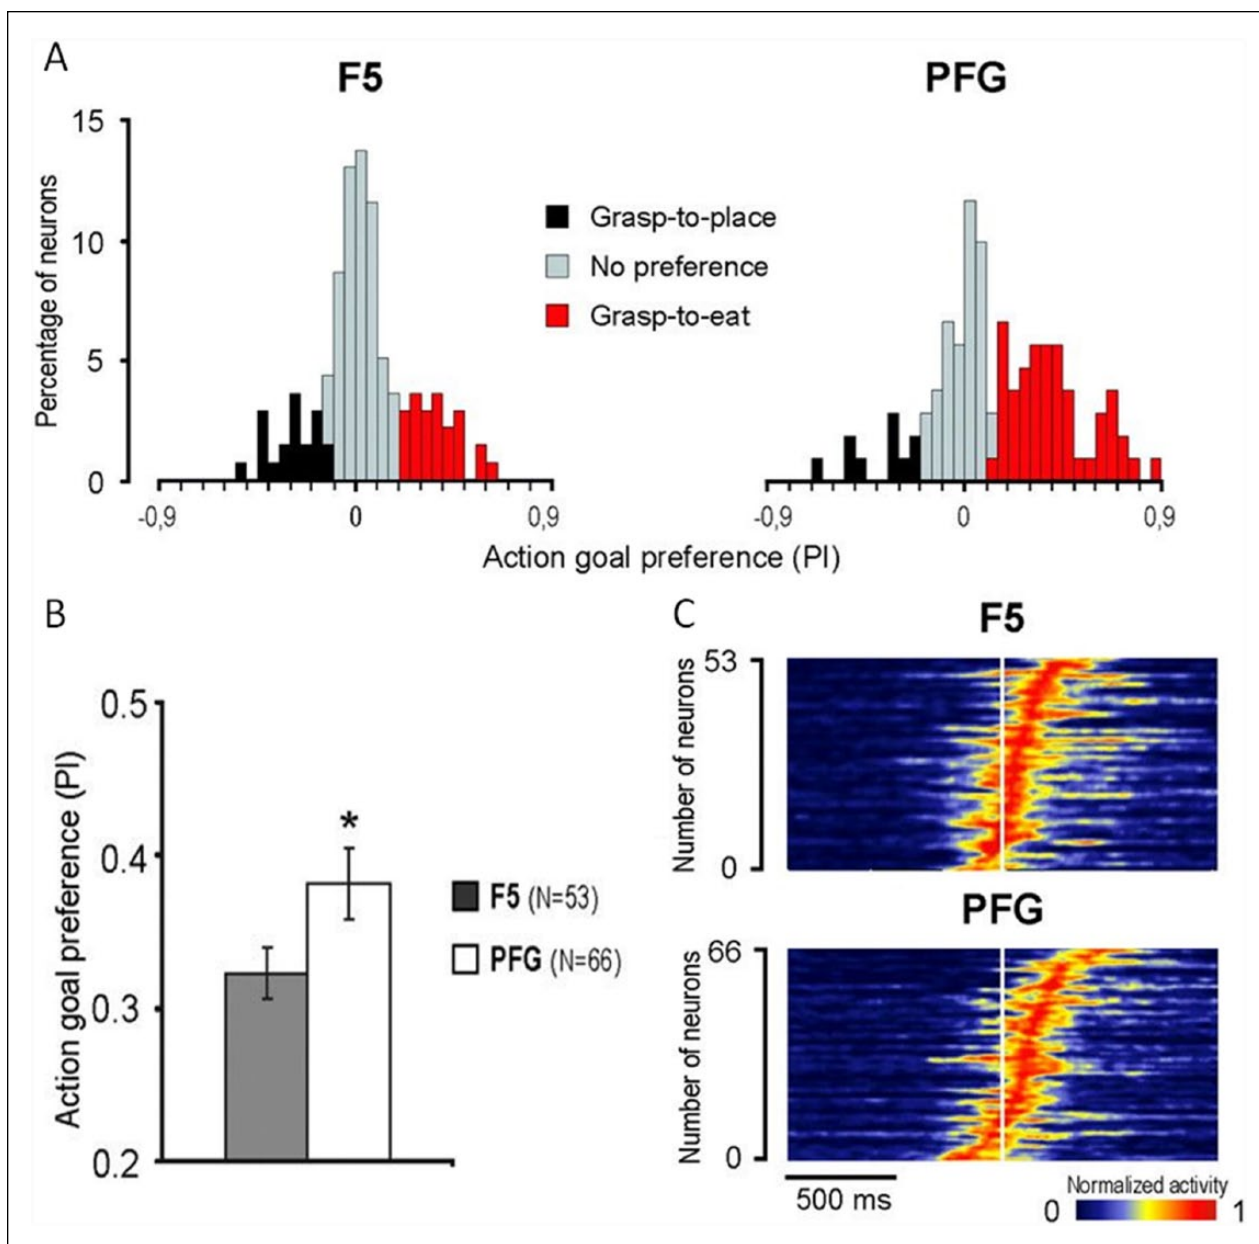 A
F5
PFG
15
10
5
0
Percentage of neurons
Grasp-to-place
No preference
Grasp-to-eat
-0,9
0
0,9
-0,9
0
0,9
Action goal preference (PI)
B
0.5
0.4
0.3
0.2
Action goal preference (PI)
*
F5 (N=53)
PFG (N=66)
C
F5
53
0
Number of neurons
PFG
66
0
Number of neurons
500 ms
Normalized activity
0
1